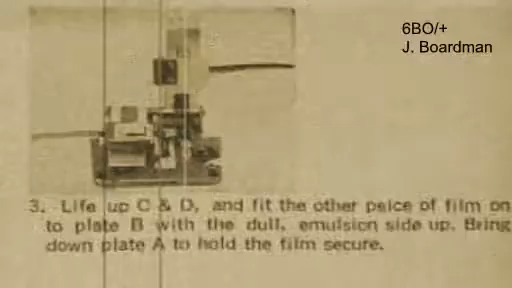 6BO/+
J. Boardman
3. Life up C & D, and fit the other peice of film on
to plate B with the dull, emulsion side up. Bring
down plate A to hold the film secure.